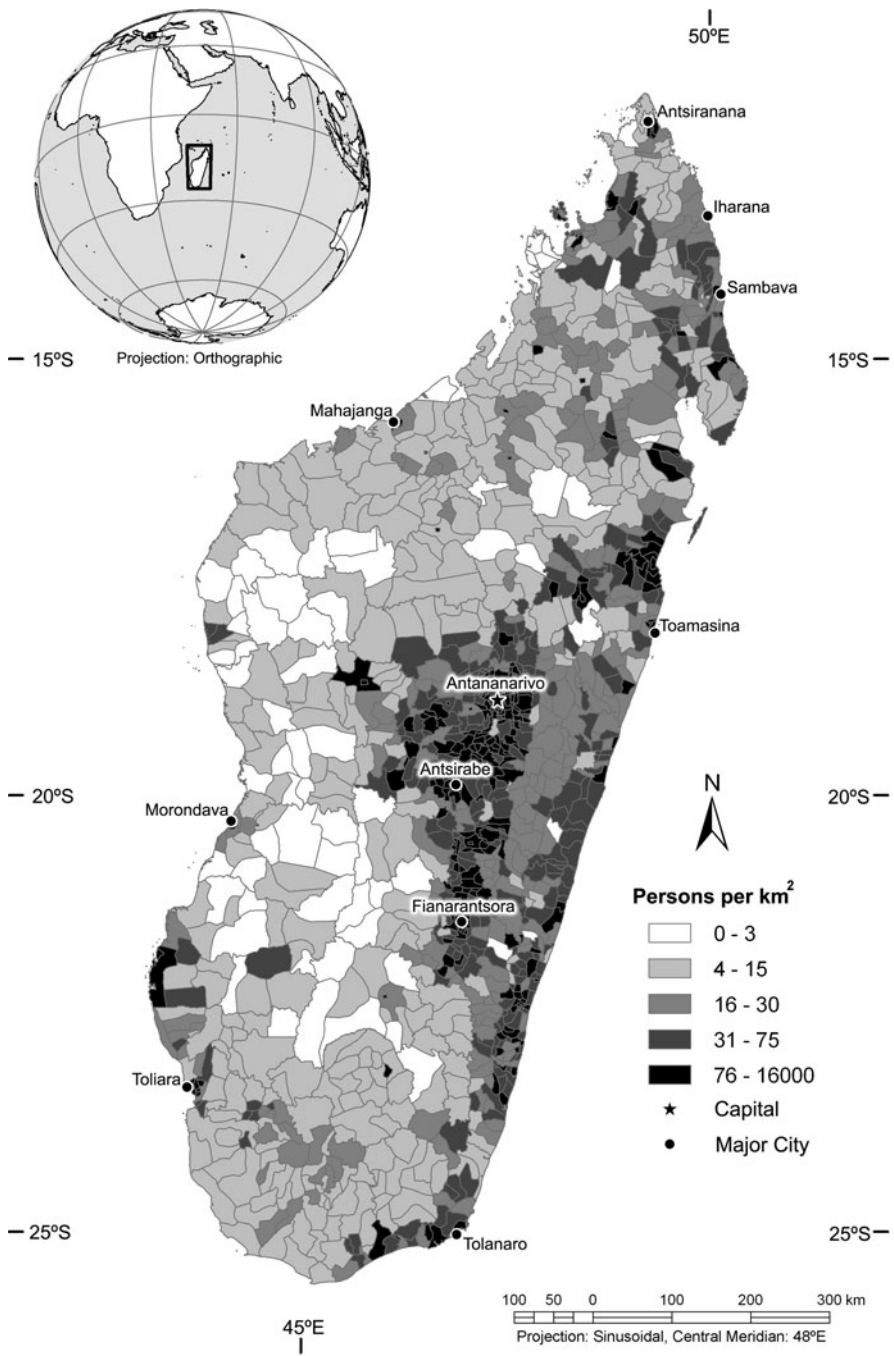 50ºE
Antsiranana
Iharana
Sambava
Projection: Orthographic
15ºS
15ºS
Mahajanga
Toamasina
Antananarivo
Antsirabe
N
20ºS
20ºS
Morondava
Persons per km²
Fianarantsora
0 - 3
4 - 15
16 - 30
31 - 75
76 - 16000
Toliara
Capital
Major City
25ºS
25ºS
Tolanaro
100 50 0 100 200 300 km
Projection: Sinusoidal, Central Meridian: 48ºE
45ºE